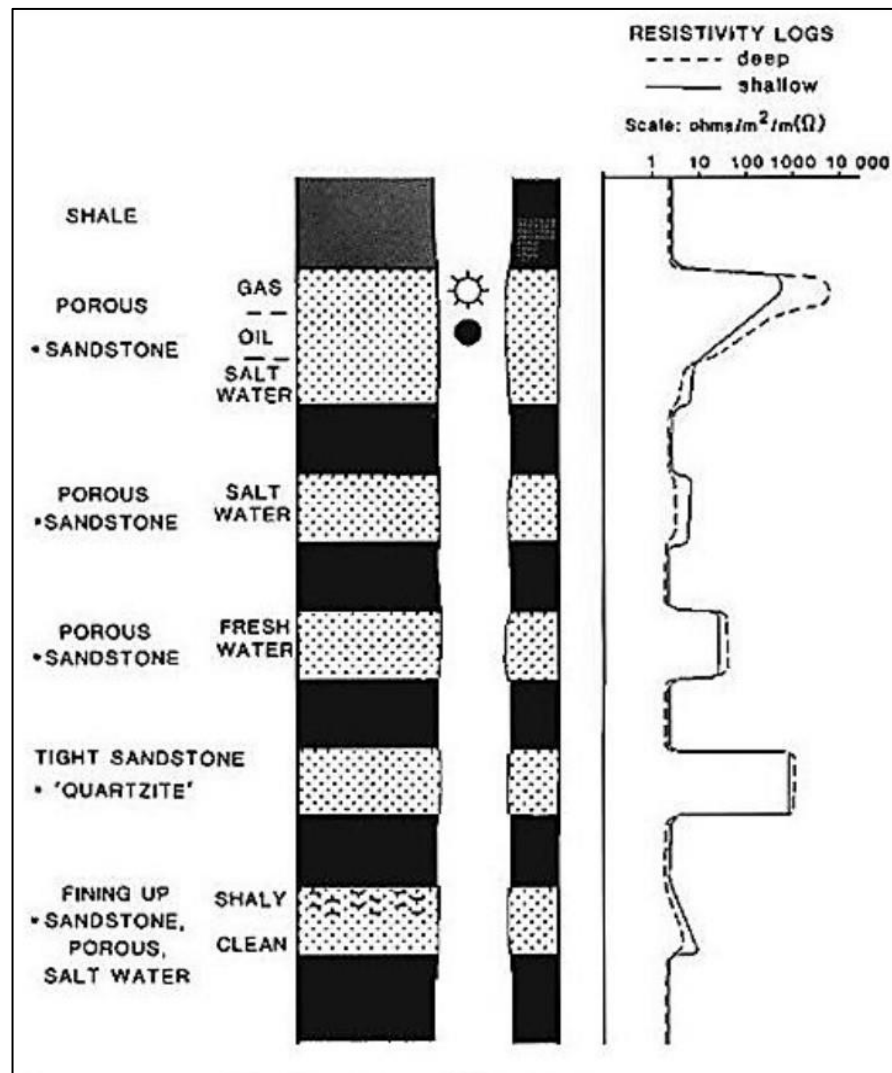 RESISTIVITY LOGS
deep
shallow
Scale: ohms/m²/m(Ω)
1 10 100 1000 10 000
SHALE
GAS
POROUS
• SANDSTONE
OIL
SALT
WATER
POROUS
• SANDSTONE
SALT
WATER
POROUS
• SANDSTONE
FRESH
WATER
TIGHT SANDSTONE
• 'QUARTZITE'
FINING UP
• SANDSTONE,
POROUS,
SALT WATER
SHALY
CLEAN